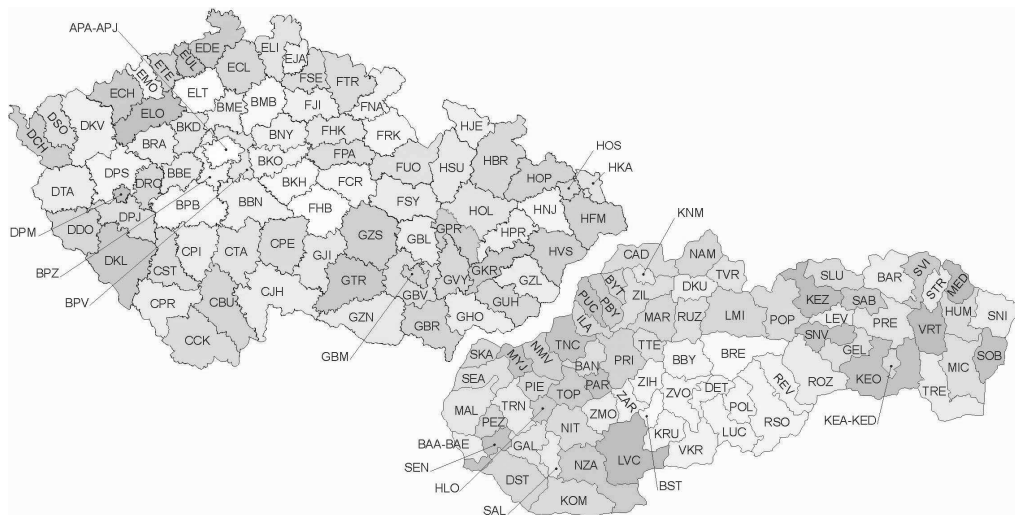 APA-APJ
EDE
ELI
EJA
ETE
EUL
ECL
FSE
FTR
EMO
ECH
ELT
BME
BMB
FJI
FNA
DSO
DKV
ELO
BKD
DCH
BRA
BNY
FHK
FRK
HJE
DPS
BKO
FPA
FUO
HSU
HBR
HOS
HKA
DTA
DRO
BBE
BKH
FCR
HOP
DPM
DPJ
BPB
BBN
FHB
FSY
HOL
HNJ
HFM
KNM
DDO
GZS
GBL
GPR
HPR
BPZ
DKL
CPI
CTA
CPE
GJI
HVS
CST
GKR
GVY
GZL
BPV
CPR
CBU
CJH
GTR
GBV
GUH
GZN
GBR
GHO
CCK
GBM
CAD
NAM
TVR
BYT
ZIL
DKU
PUC
PBY
SLU
BAR
SVI
STR
MED
KEZ
SAB
HUM
SNI
ILA
MAR
RUZ
LMI
POP
LEV
PRE
VRT
TNC
TTE
SNV
GEL
MIC
SOB
SKA
MYJ
NMV
BAN
PRI
BBY
BRE
KEO
SEA
PIE
TOP
PAR
ZIH
ZVO
DET
REV
ROZ
TRE
MAL
TRN
ZMO
ZAR
POL
RSO
KEA-KED
PEZ
NIT
KRU
LUC
BAA-BAE
GAL
VKR
SEN
NZA
LVC
HLO
DST
BST
SAL
KOM